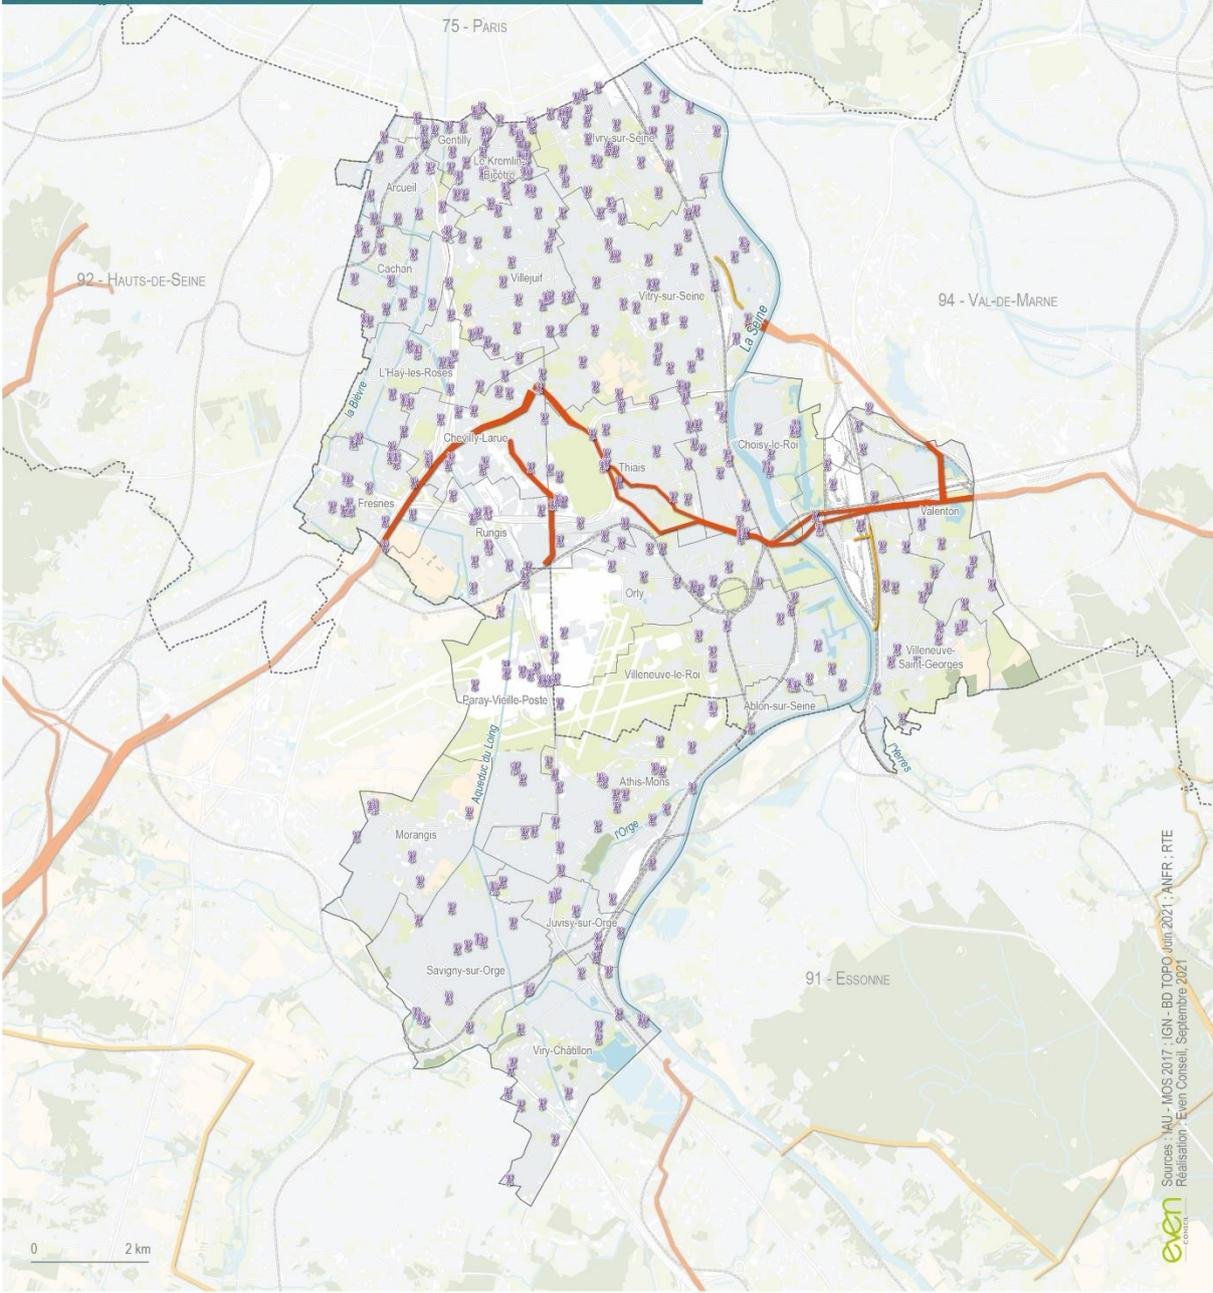 75 - PARIS
Ivry-sur-Seine
Gentilly
Le Kremlin-
Bicêtre
Arcueil
Cachan
Villejuif
92 - HAUTS-DE-SEINE
Vitry-sur-Seine
94 - VAL-DE-MARNE
La Seine
L'Haÿ-les-Roses
la Bièvre
Chevilly-Larue
Choisy-le-Roi
Thiais
Fresnes
Valenton
Rungis
Orly
Villeneuve-
Saint-Georges
Villeneuve-le-Roi
Paray-Vieille-Poste
Ablon-sur-Seine
l'Yerres
Aqueduc du Loing
Athis-Mons
l'Orge
Morangis
Juvisy-sur-Orge
Savigny-sur-Orge
91 - ESSONNE
Viry-Châtillon
Sources : IAU - MOS 2017 ; IGN - BD TOPO Juin 2021 ; ANFR ; RTE
Réalisation : Even Conseil, Septembre 2021
even
CONSEIL
0 2 km